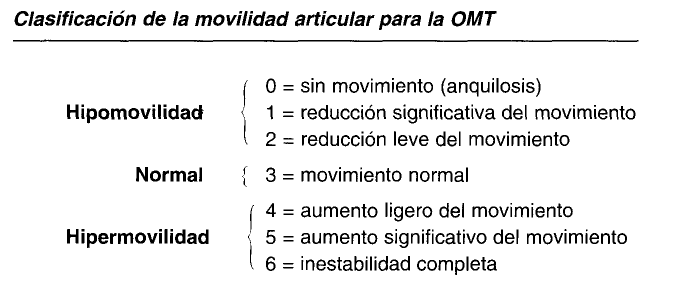 Clasificación de la movilidad articular para la OMT
Hipomovilidad
0 = sin movimiento (anquilosis)
1 = reducción significativa del movimiento
2 = reducción leve del movimiento
Normal
3 = movimiento normal
Hipermovilidad
4 = aumento ligero del movimiento
5 = aumento significativo del movimiento
6 = inestabilidad completa